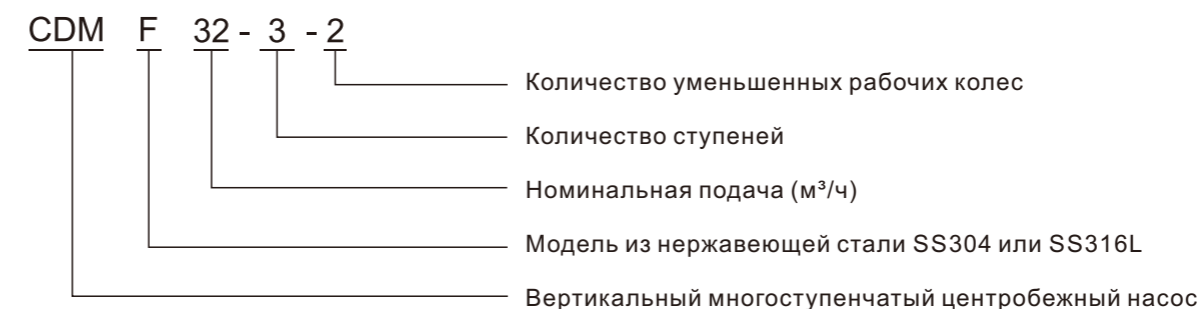 CDM F 32 - 3 - 2
Количество уменьшенных рабочих колес
Количество ступеней
Номинальная подача (м³/ч)
Модель из нержавеющей стали SS304 или SS316L
Вертикальный многоступенчатый центробежный насос